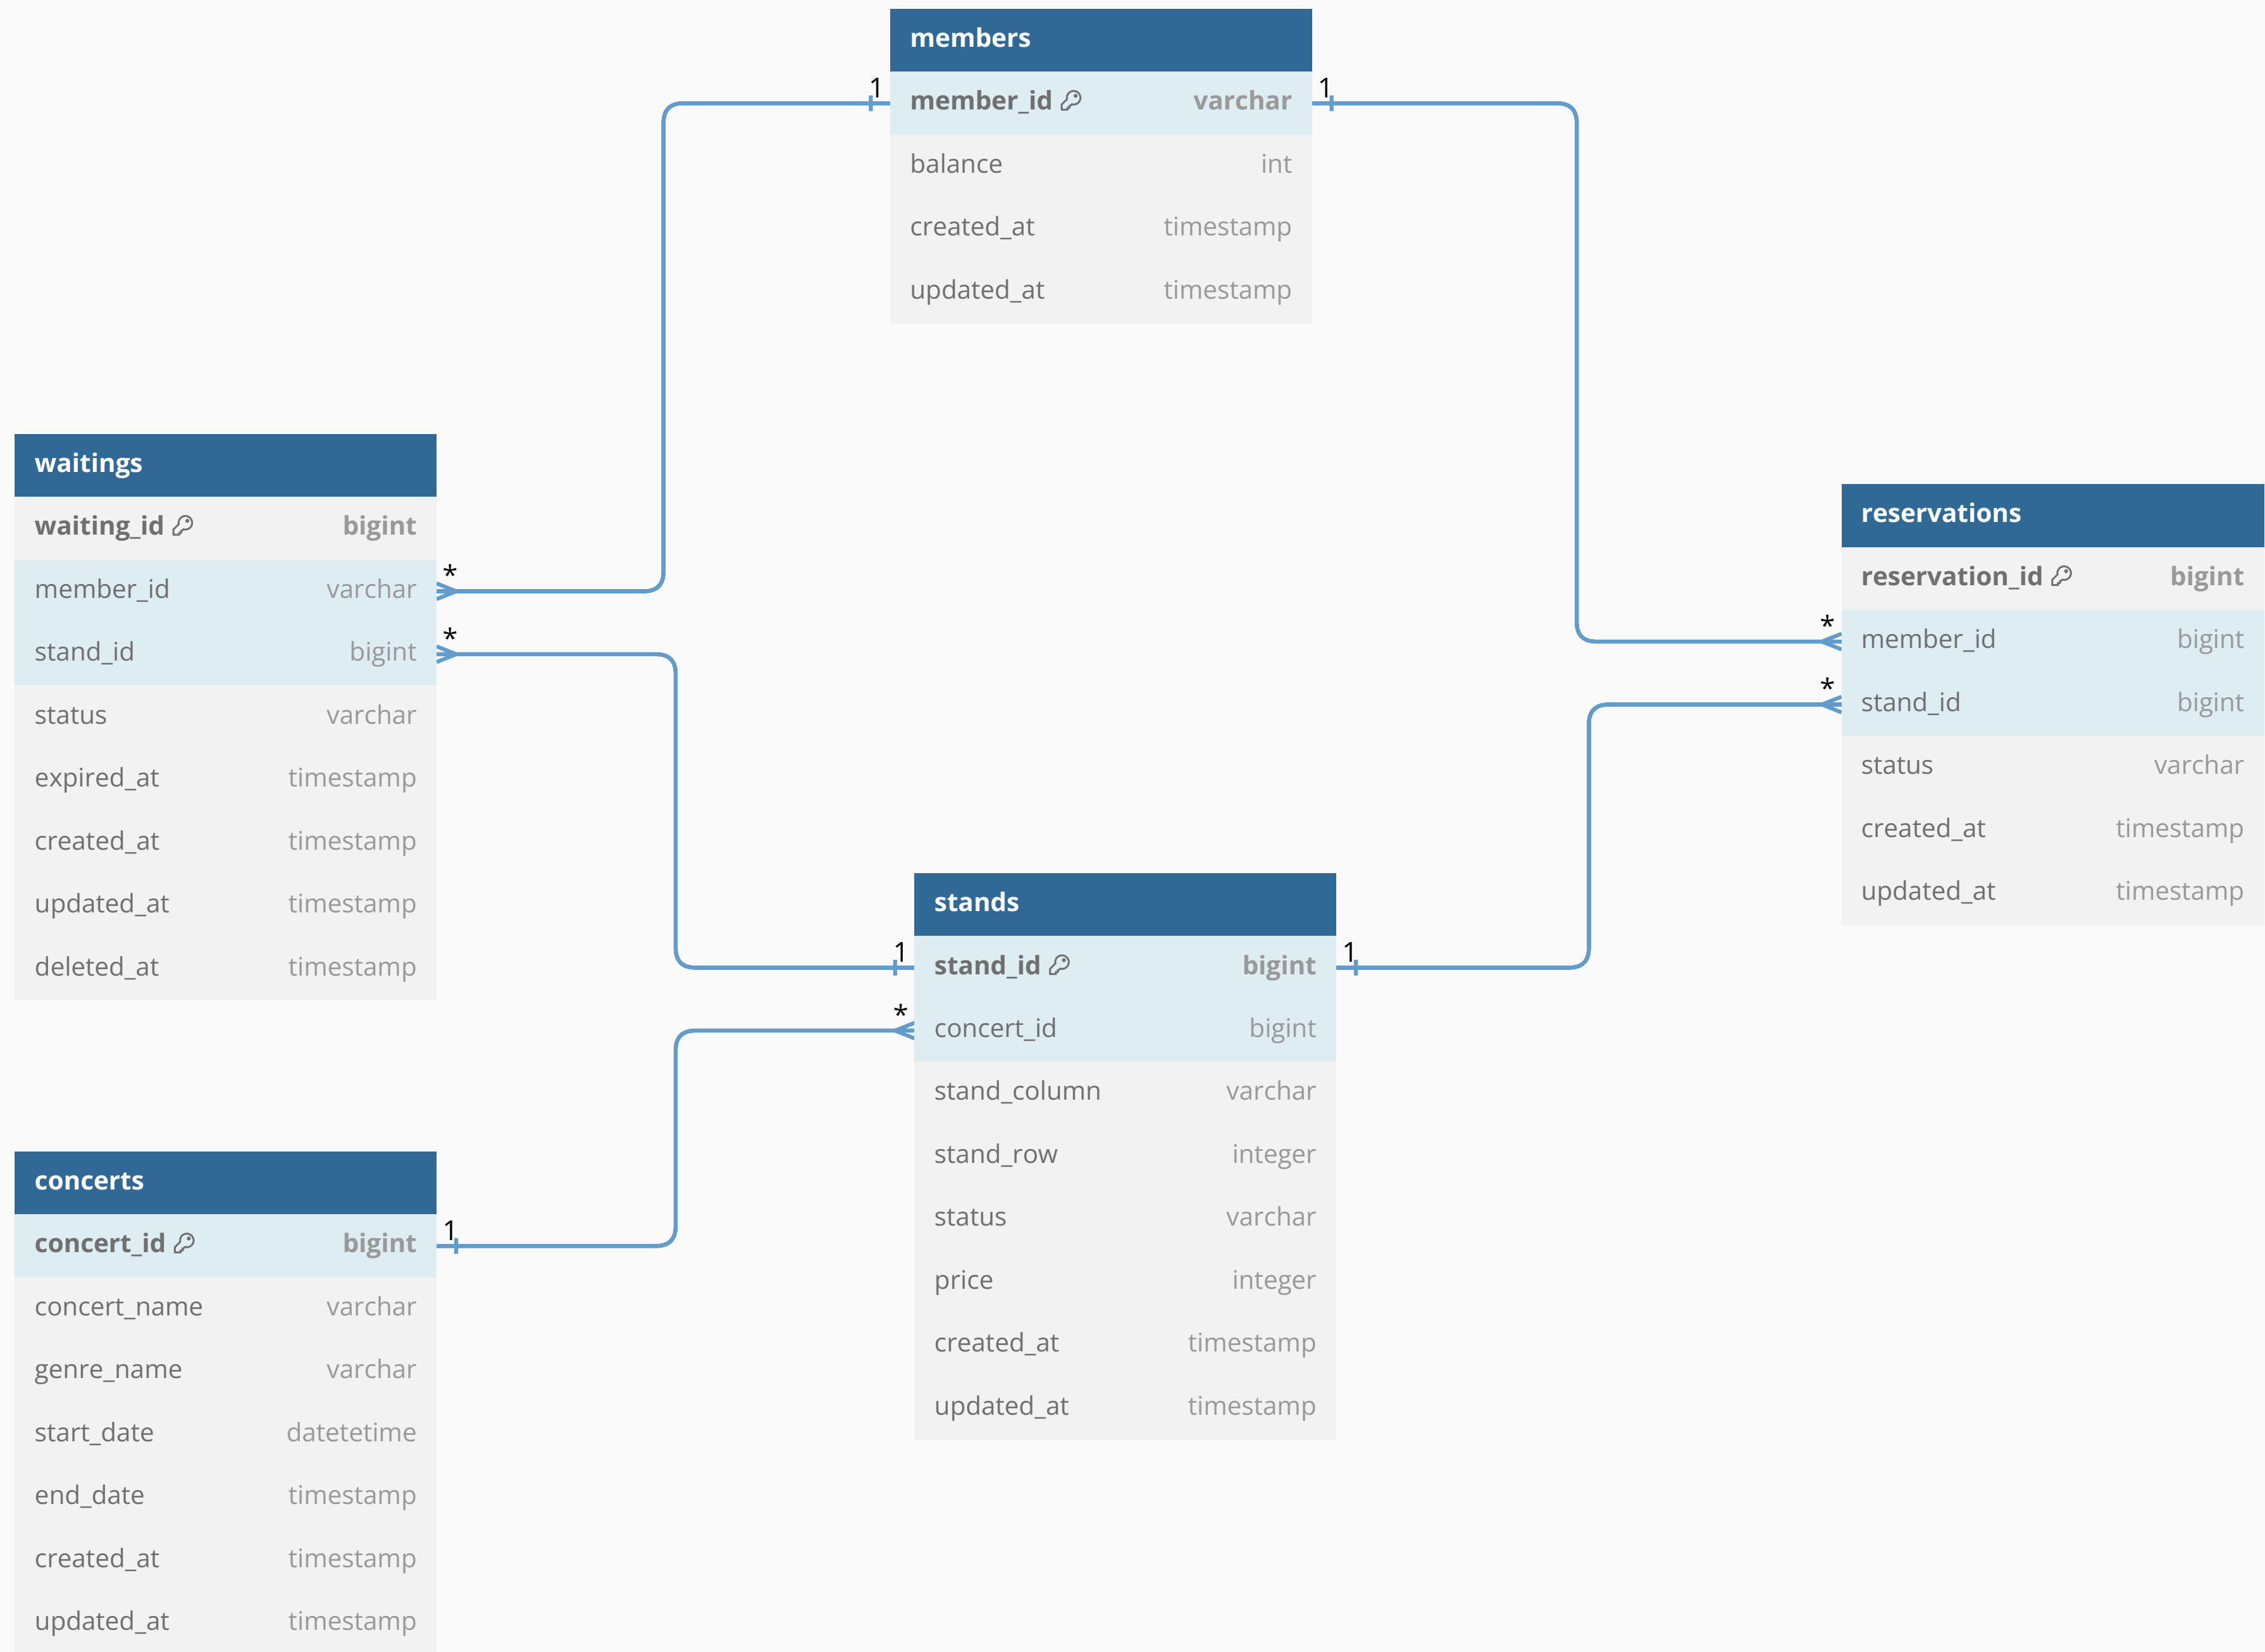 members
1
1
member_id varchar
balance int
created_at timestamp
updated_at timestamp
waitings
waiting_id bigint
*
member_id varchar
*
stand_id bigint
status varchar
expired_at timestamp
created_at timestamp
updated_at timestamp
deleted_at timestamp
reservations
reservation_id bigint
*
member_id bigint
*
stand_id bigint
status varchar
created_at timestamp
updated_at timestamp
stands
1
1
stand_id bigint
*
concert_id bigint
stand_column varchar
stand_row integer
status varchar
price integer
created_at timestamp
updated_at timestamp
concerts
1
concert_id bigint
concert_name varchar
genre_name varchar
start_date datetetime
end_date timestamp
created_at timestamp
updated_at timestamp